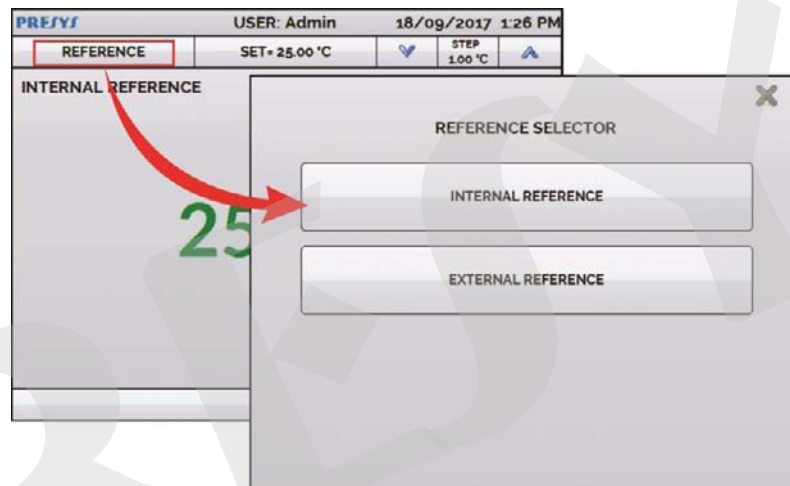 PRESYS USER: Admin 18/09/2017 1:26 PM
REFERENCE SET= 25.00 °C STEP 1.00 °C
INTERNAL REFERENCE
25
REFERENCE SELECTOR
INTERNAL REFERENCE
EXTERNAL REFERENCE